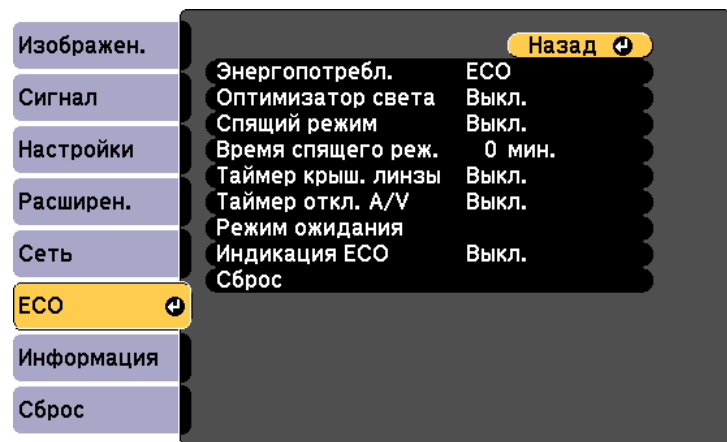 Изображен.
Сигнал
Настройки
Расширен.
Сеть
ECO
Информация
Сброс
Назад
Энергопотребл. ECO
Оптимизатор света Выкл.
Спящий режим Выкл.
Время спящего реж. 0 мин.
Таймер крыш. линзы Выкл.
Таймер откл. A/V Выкл.
Режим ожидания
Индикация ECO Выкл.
Сброс